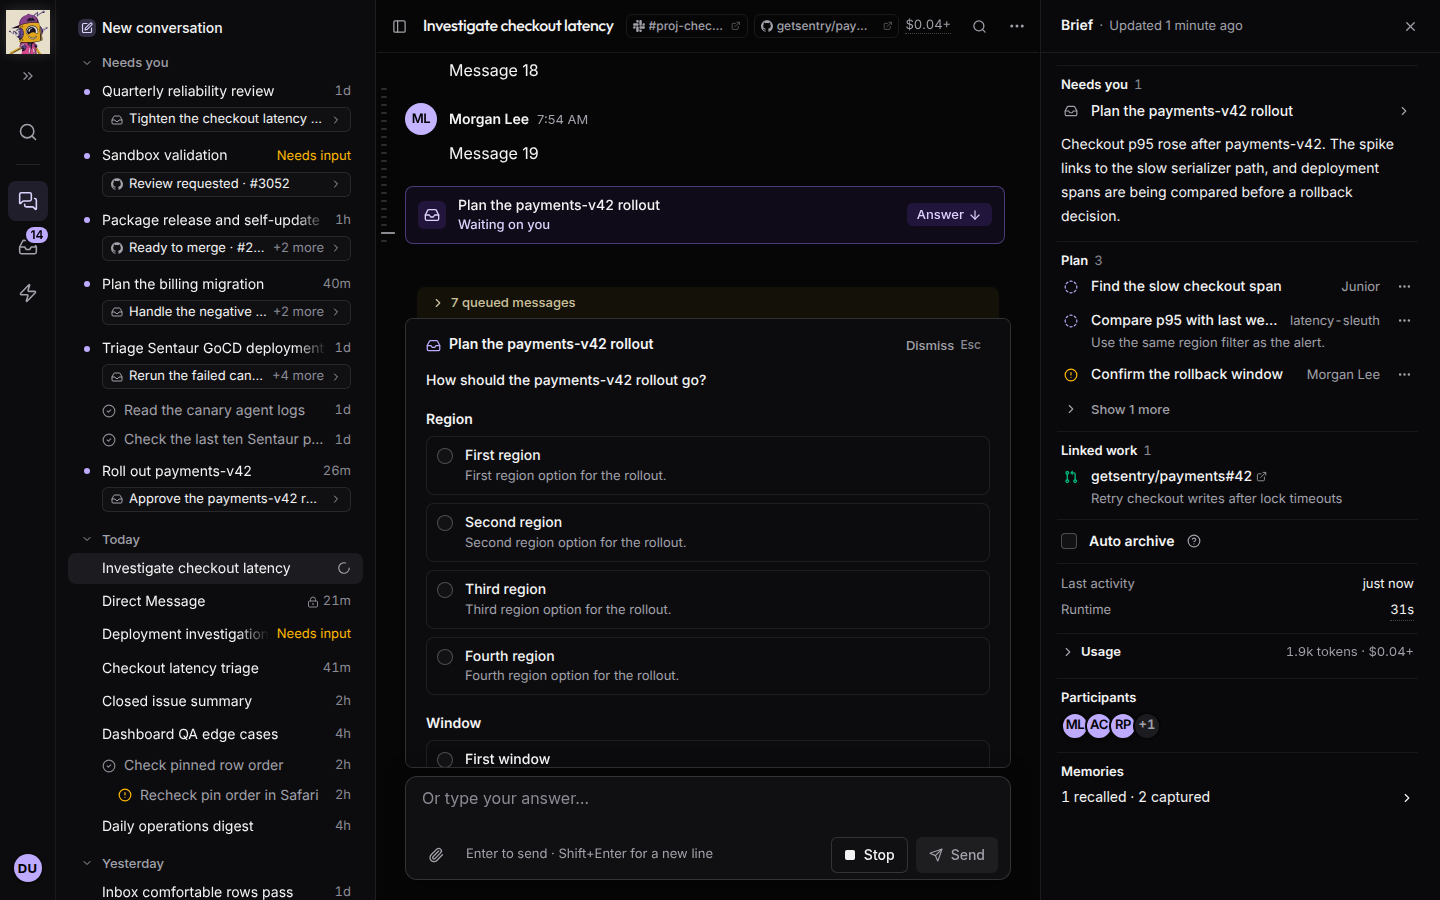 New conversation
Needs you
Quarterly reliability review 1d
Tighten the checkout latency ...
Sandbox validation Needs input
Review requested · #3052
Package release and self-update 1h
Ready to merge · #2... +2 more
Plan the billing migration 40m
Handle the negative ... +2 more
Triage Sentaur GoCD deployment 1d
Rerun the failed can... +4 more
Read the canary agent logs 1d
Check the last ten Sentaur p... 1d
Roll out payments-v42 26m
Approve the payments-v42 r...
Today
Investigate checkout latency
Direct Message 21m
Deployment investigation Needs input
Checkout latency triage 41m
Closed issue summary 2h
Dashboard QA edge cases 4h
Check pinned row order 2h
Recheck pin order in Safari 2h
Daily operations digest 4h
Yesterday
Inbox comfortable rows pass 1d
14
DU
Investigate checkout latency #proj-chec... getsentry/pay... $0.04+
Message 18
ML Morgan Lee 7:54 AM
Message 19
Plan the payments-v42 rollout
Waiting on you
Answer ↓
7 queued messages
Plan the payments-v42 rollout Dismiss Esc
How should the payments-v42 rollout go?
Region
First region
First region option for the rollout.
Second region
Second region option for the rollout.
Third region
Third region option for the rollout.
Fourth region
Fourth region option for the rollout.
Window
First window
Or type your answer...
Enter to send · Shift+Enter for a new line
Stop
Send
Brief · Updated 1 minute ago
Needs you 1
Plan the payments-v42 rollout
Checkout p95 rose after payments-v42. The spike
links to the slow serializer path, and deployment
spans are being compared before a rollback
decision.
Plan 3
Find the slow checkout span Junior
Compare p95 with last we... latency-sleuth
Use the same region filter as the alert.
Confirm the rollback window Morgan Lee
Show 1 more
Linked work 1
getsentry/payments#42
Retry checkout writes after lock timeouts
Auto archive
Last activity just now
Runtime 31s
Usage 1.9k tokens · $0.04+
Participants
ML AC RP +1
Memories
1 recalled · 2 captured